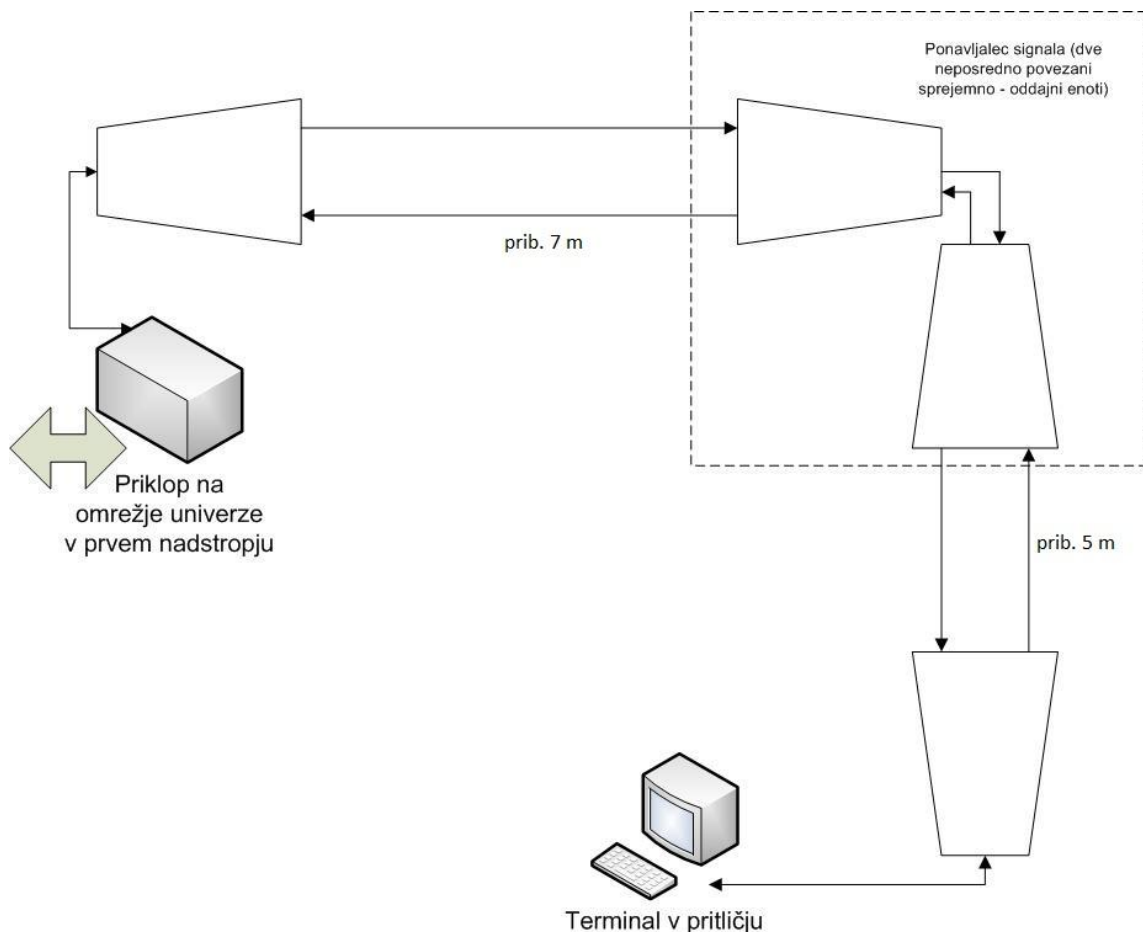 Ponavljalec signala (dve
neposredno povezani
sprejemno - oddajni enoti)
prib. 7 m
Priklop na
omrežje univerze
v prvem nadstropju
prib. 5 m
Terminal v pritličju